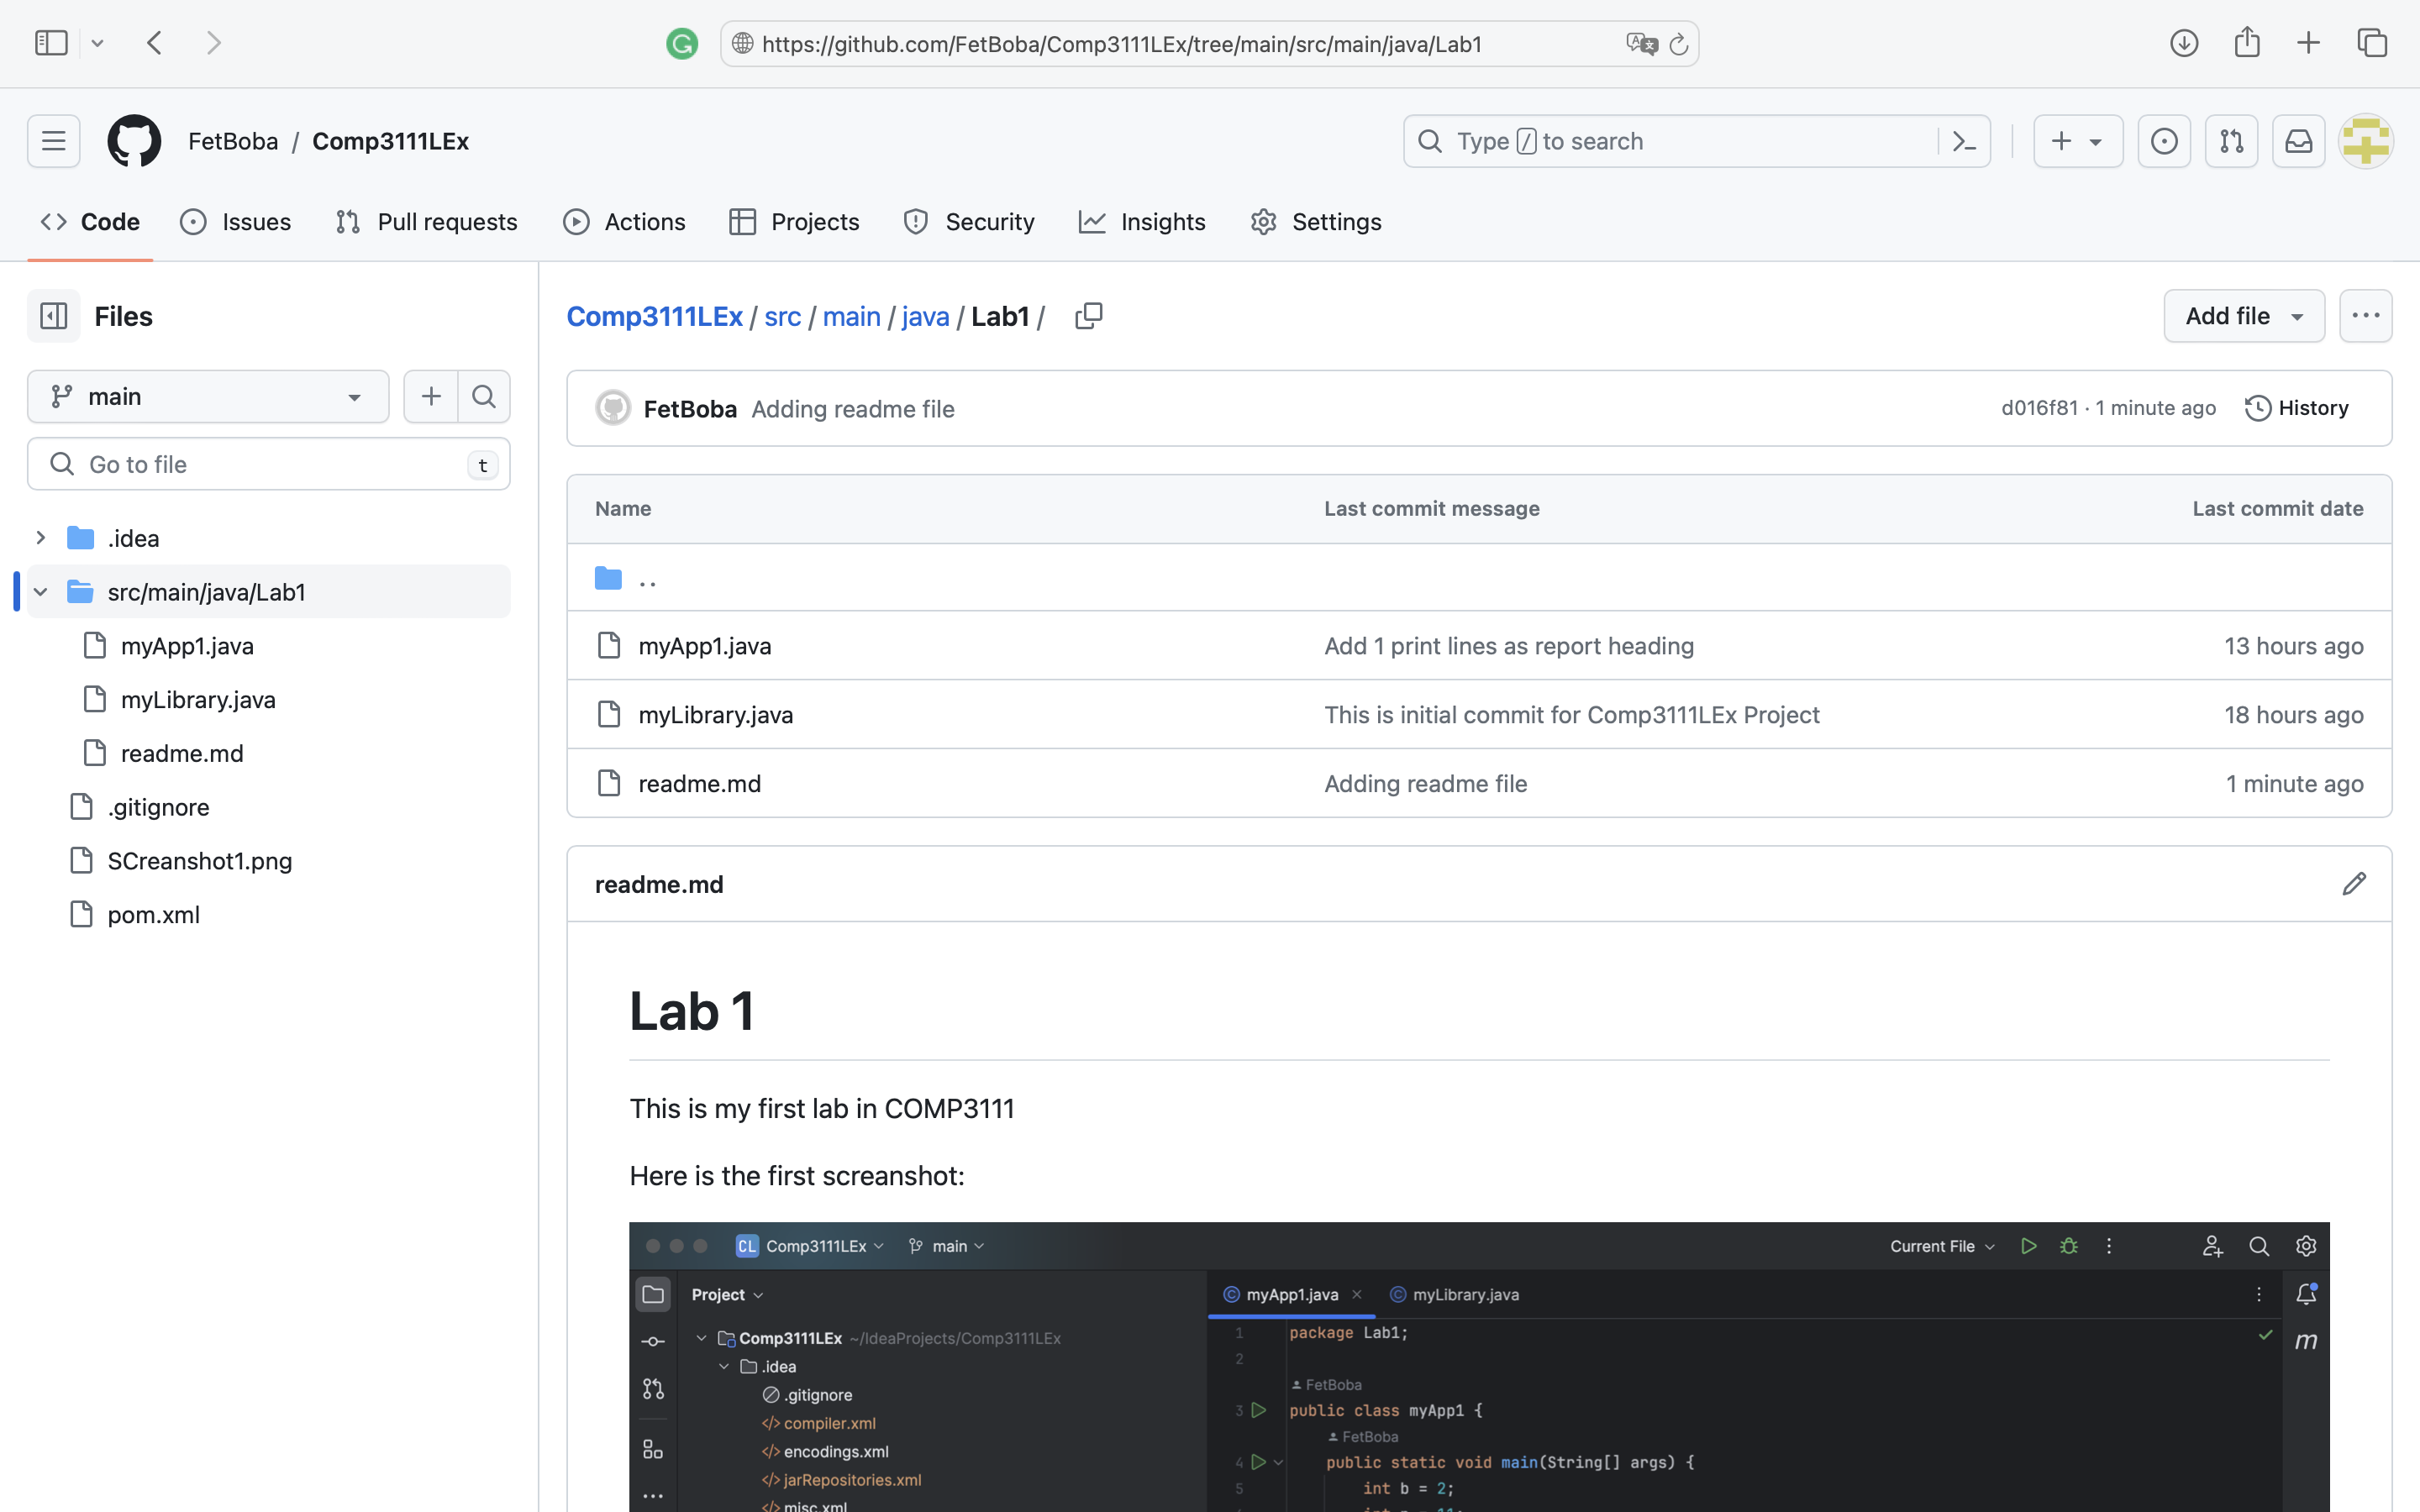 https://github.com/FetBoba/Comp3111LEx/tree/main/src/main/java/Lab1
FetBoba / Comp3111LEx
Type / to search
Code Issues Pull requests Actions Projects Security Insights Settings
Files
Comp3111LEx / src / main / java / Lab1 /
Add file
main
FetBoba Adding readme file
d016f81 · 1 minute ago History
Go to file t
Name Last commit message Last commit date
.idea
..
src/main/java/Lab1
myApp1.java
myLibrary.java
readme.md
.gitignore
SCreanshot1.png
pom.xml
myApp1.java Add 1 print lines as report heading 13 hours ago
myLibrary.java This is initial commit for Comp3111LEx Project 18 hours ago
readme.md Adding readme file 1 minute ago
readme.md
Lab 1
This is my first lab in COMP3111
Here is the first screanshot:
CL Comp3111LEx main Current File
Project
myApp1.java myLibrary.java
Comp3111LEx ~/IdeaProjects/Comp3111LEx
.idea
.gitignore
compiler.xml
encodings.xml
jarRepositories.xml
misc.xml
1 package Lab1;
2
FetBoba
3 public class myApp1 {
FetBoba
4 public static void main(String[] args) {
5 int b = 2;
m